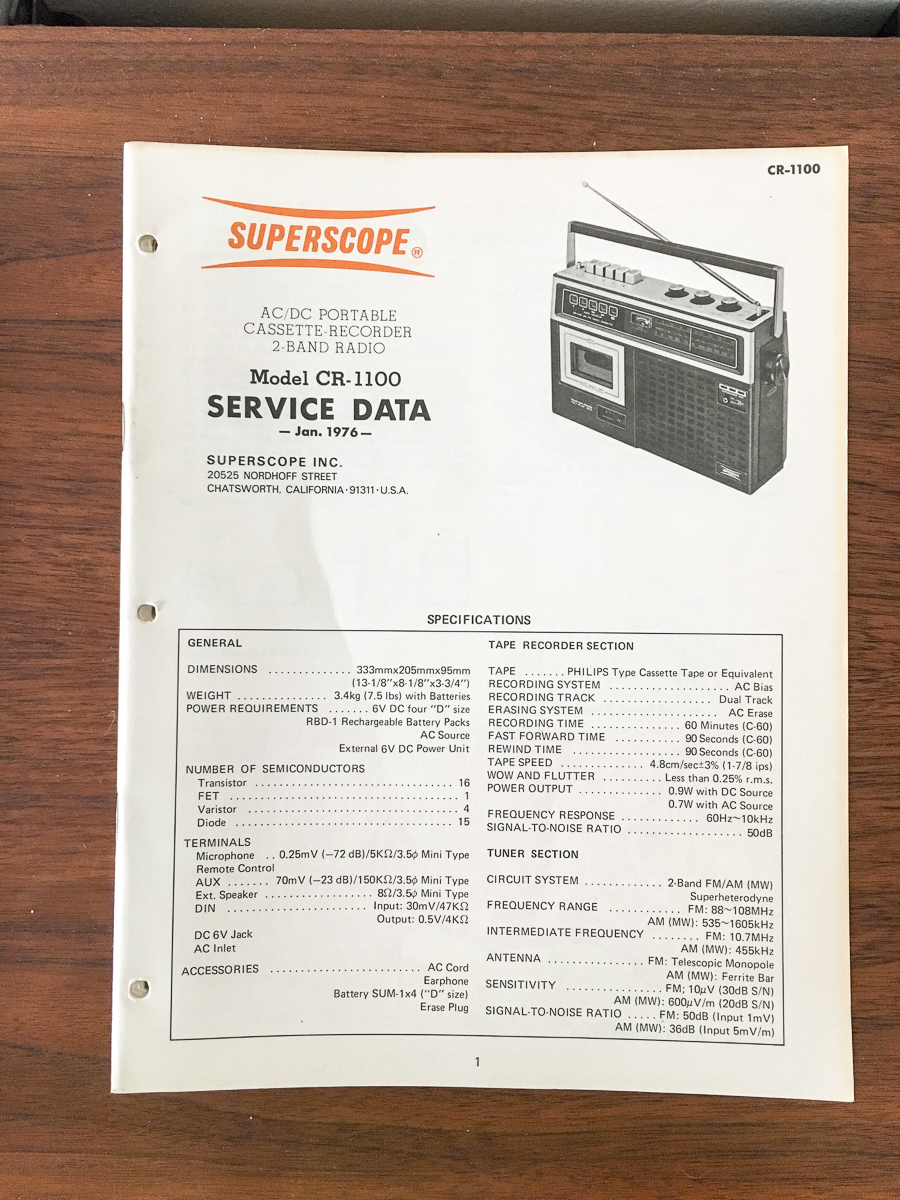 CR-1100
SUPERSCOPE®
AC/DC PORTABLE
CASSETTE-RECORDER
2-BAND RADIO
Model CR-1100
SERVICE DATA
— Jan. 1976 —
SUPERSCOPE INC.
20525 NORDHOFF STREET
CHATSWORTH, CALIFORNIA·91311·U.S.A.
SPECIFICATIONS
GENERAL
DIMENSIONS .............. 333mmx205mmx95mm
(13-1/8''x8-1/8''x3-3/4'')
WEIGHT ............... 3.4kg (7.5 lbs) with Batteries
POWER REQUIREMENTS ....... 6V DC four "D" size
RBD-1 Rechargeable Battery Packs
AC Source
External 6V DC Power Unit
NUMBER OF SEMICONDUCTORS
Transistor ................................. 16
FET ...................................... 1
Varistor .................................... 4
Diode ..................................... 15
TERMINALS
Microphone .. 0.25mV (−72 dB)/5KΩ/3.5φ Mini Type
Remote Control
AUX ....... 70mV (−23 dB)/150KΩ/3.5φ Mini Type
Ext. Speaker .................. 8Ω/3.5φ Mini Type
DIN ....................... Input: 30mV/47KΩ
Output: 0.5V/4KΩ
DC 6V Jack
AC Inlet
ACCESSORIES ......................... AC Cord
Earphone
Battery SUM-1x4 ("D" size)
Erase Plug
TAPE RECORDER SECTION
TAPE ....... PHILIPS Type Cassette Tape or Equivalent
RECORDING SYSTEM .................... AC Bias
RECORDING TRACK ................... Dual Track
ERASING SYSTEM ..................... AC Erase
RECORDING TIME ............... 60 Minutes (C-60)
FAST FORWARD TIME ........... 90 Seconds (C-60)
REWIND TIME .................. 90 Seconds (C-60)
TAPE SPEED ............... 4.8cm/sec±3% (1-7/8 ips)
WOW AND FLUTTER .......... Less than 0.25% r.m.s.
POWER OUTPUT .............. 0.9W with DC Source
0.7W with AC Source
FREQUENCY RESPONSE ............. 60Hz~10kHz
SIGNAL-TO-NOISE RATIO ................... 50dB
TUNER SECTION
CIRCUIT SYSTEM ............. 2-Band FM/AM (MW)
Superheterodyne
FREQUENCY RANGE ............ FM: 88~108MHz
AM (MW): 535~1605kHz
INTERMEDIATE FREQUENCY ........ FM: 10.7MHz
AM (MW): 455kHz
ANTENNA ................ FM: Telescopic Monopole
AM (MW): Ferrite Bar
SENSITIVITY ................ FM; 10μV (30dB S/N)
AM (MW): 600μV/m (20dB S/N)
SIGNAL-TO-NOISE RATIO ..... FM: 50dB (Input 1mV)
AM (MW): 36dB (Input 5mV/m)
1